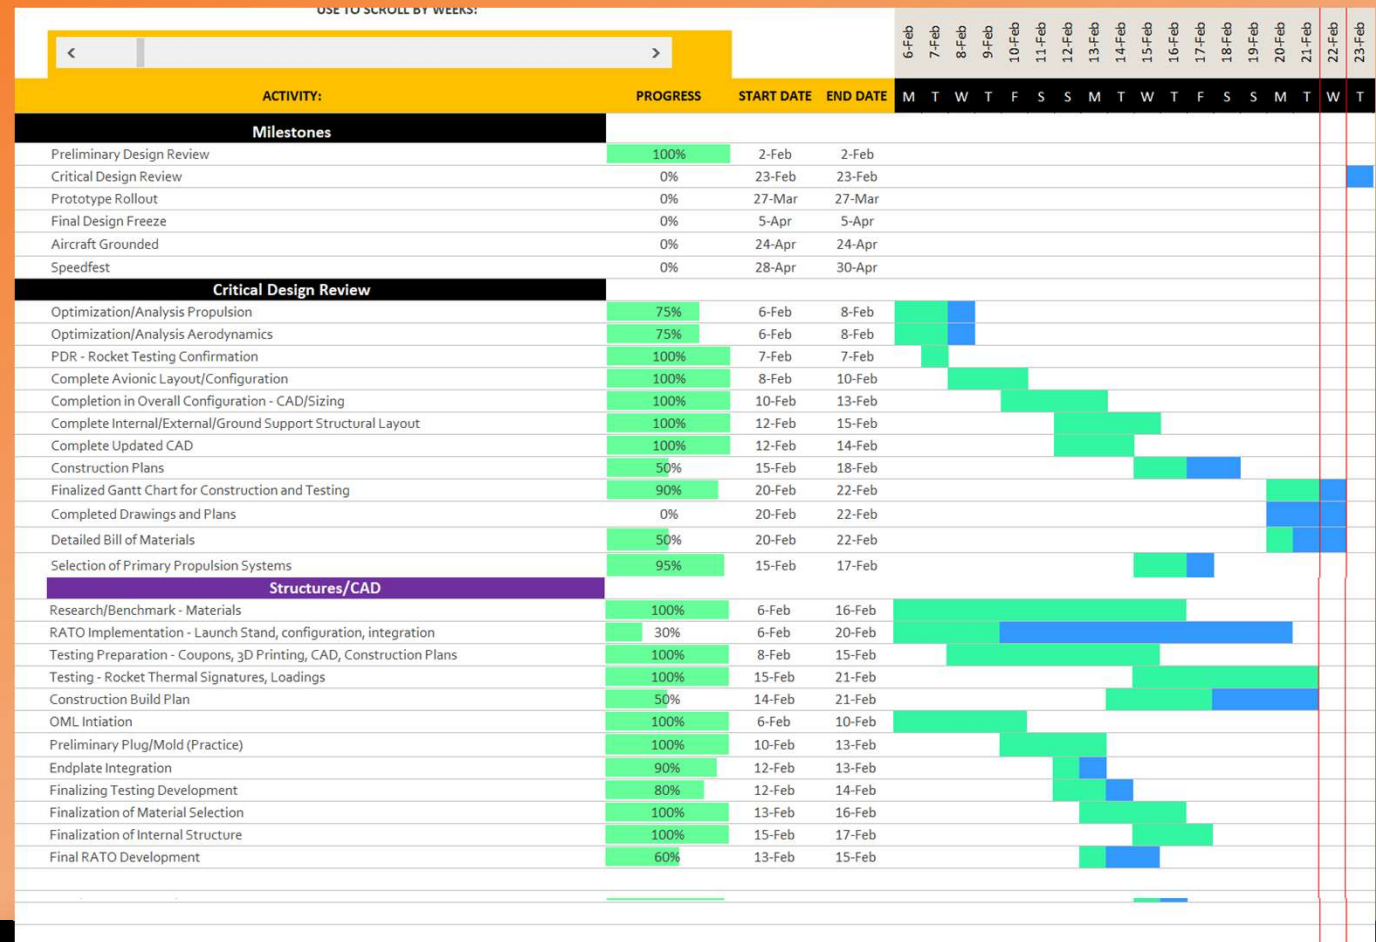 USE TO SCROLL BY WEEKS:
6-Feb 7-Feb 8-Feb 9-Feb 10-Feb 11-Feb 12-Feb 13-Feb 14-Feb 15-Feb 16-Feb 17-Feb 18-Feb 19-Feb 20-Feb 21-Feb 22-Feb 23-Feb
ACTIVITY: PROGRESS START DATE END DATE M T W T F S S M T W T F S S M T W T
Milestones
Preliminary Design Review 100% 2-Feb 2-Feb
Critical Design Review 0% 23-Feb 23-Feb
Prototype Rollout 0% 27-Mar 27-Mar
Final Design Freeze 0% 5-Apr 5-Apr
Aircraft Grounded 0% 24-Apr 24-Apr
Speedfest 0% 28-Apr 30-Apr
Critical Design Review
Optimization/Analysis Propulsion 75% 6-Feb 8-Feb
Optimization/Analysis Aerodynamics 75% 6-Feb 8-Feb
PDR - Rocket Testing Confirmation 100% 7-Feb 7-Feb
Complete Avionic Layout/Configuration 100% 8-Feb 10-Feb
Completion in Overall Configuration - CAD/Sizing 100% 10-Feb 13-Feb
Complete Internal/External/Ground Support Structural Layout 100% 12-Feb 15-Feb
Complete Updated CAD 100% 12-Feb 14-Feb
Construction Plans 50% 15-Feb 18-Feb
Finalized Gantt Chart for Construction and Testing 90% 20-Feb 22-Feb
Completed Drawings and Plans 0% 20-Feb 22-Feb
Detailed Bill of Materials 50% 20-Feb 22-Feb
Selection of Primary Propulsion Systems 95% 15-Feb 17-Feb
Structures/CAD
Research/Benchmark - Materials 100% 6-Feb 16-Feb
RATO Implementation - Launch Stand, configuration, integration 30% 6-Feb 20-Feb
Testing Preparation - Coupons, 3D Printing, CAD, Construction Plans 100% 8-Feb 15-Feb
Testing - Rocket Thermal Signatures, Loadings 100% 15-Feb 21-Feb
Construction Build Plan 50% 14-Feb 21-Feb
OML Intiation 100% 6-Feb 10-Feb
Preliminary Plug/Mold (Practice) 100% 10-Feb 13-Feb
Endplate Integration 90% 12-Feb 13-Feb
Finalizing Testing Development 80% 12-Feb 14-Feb
Finalization of Material Selection 100% 13-Feb 16-Feb
Finalization of Internal Structure 100% 15-Feb 17-Feb
Final RATO Development 60% 13-Feb 15-Feb